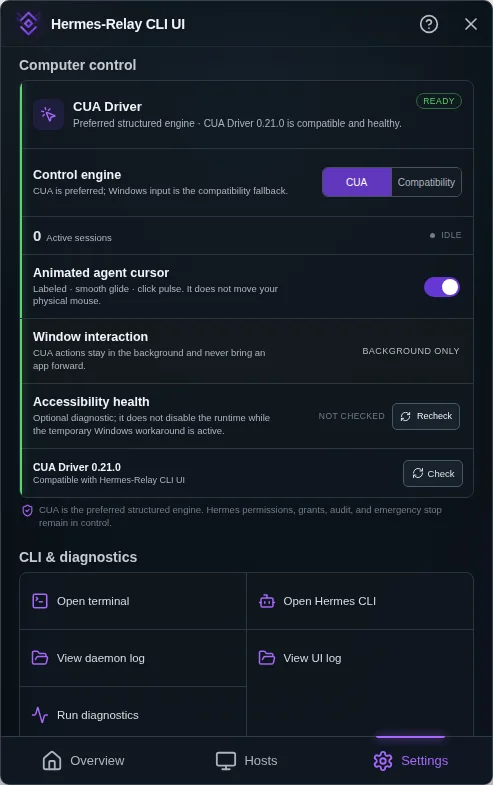 Hermes-Relay CLI UI
Computer control
CUA Driver
READY
Preferred structured engine · CUA Driver 0.21.0 is compatible and healthy.
Control engine
CUA is preferred; Windows input is the compatibility fallback.
CUA
Compatibility
0 Active sessions
IDLE
Animated agent cursor
Labeled · smooth glide · click pulse. It does not move your
physical mouse.
Window interaction
CUA actions stay in the background and never bring an
app forward.
BACKGROUND ONLY
Accessibility health
Optional diagnostic; it does not disable the runtime while
the temporary Windows workaround is active.
NOT CHECKED
Recheck
CUA Driver 0.21.0
Compatible with Hermes-Relay CLI UI
Check
CUA is the preferred structured engine. Hermes permissions, grants, audit, and emergency stop
remain in control.
CLI & diagnostics
Open terminal
Open Hermes CLI
View daemon log
View UI log
Run diagnostics
Overview
Hosts
Settings